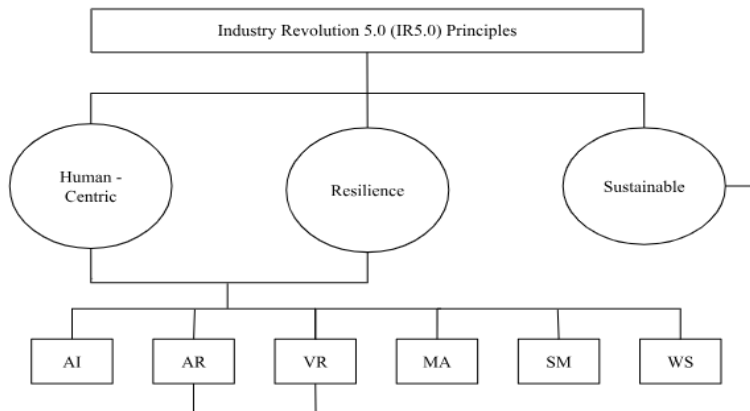 Industry Revolution 5.0 (IR5.0) Principles
Human -
Centric
Resilience
Sustainable
AI
AR
VR
MA
SM
WS